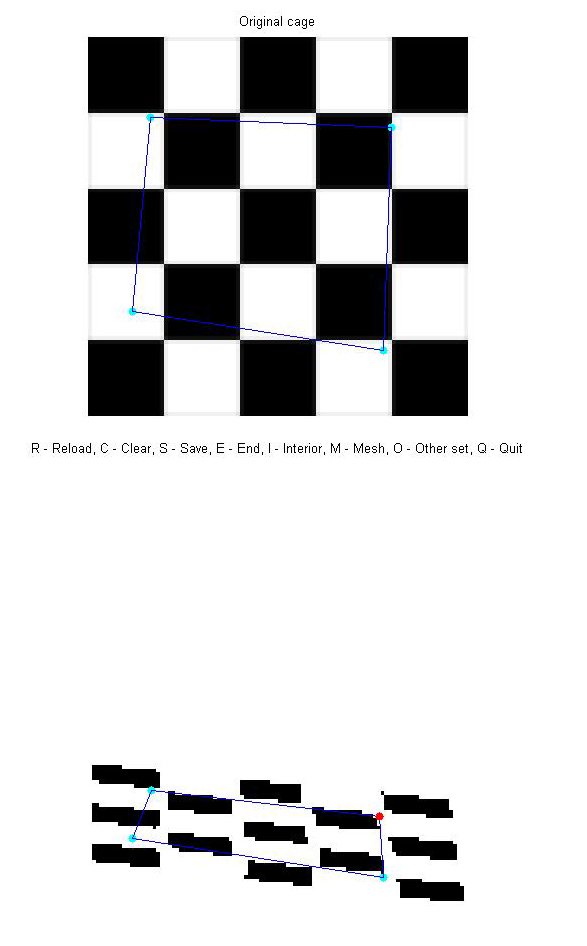 Original cage
R - Reload, C - Clear, S - Save, E - End, I - Interior, M - Mesh, O - Other set, Q - Quit